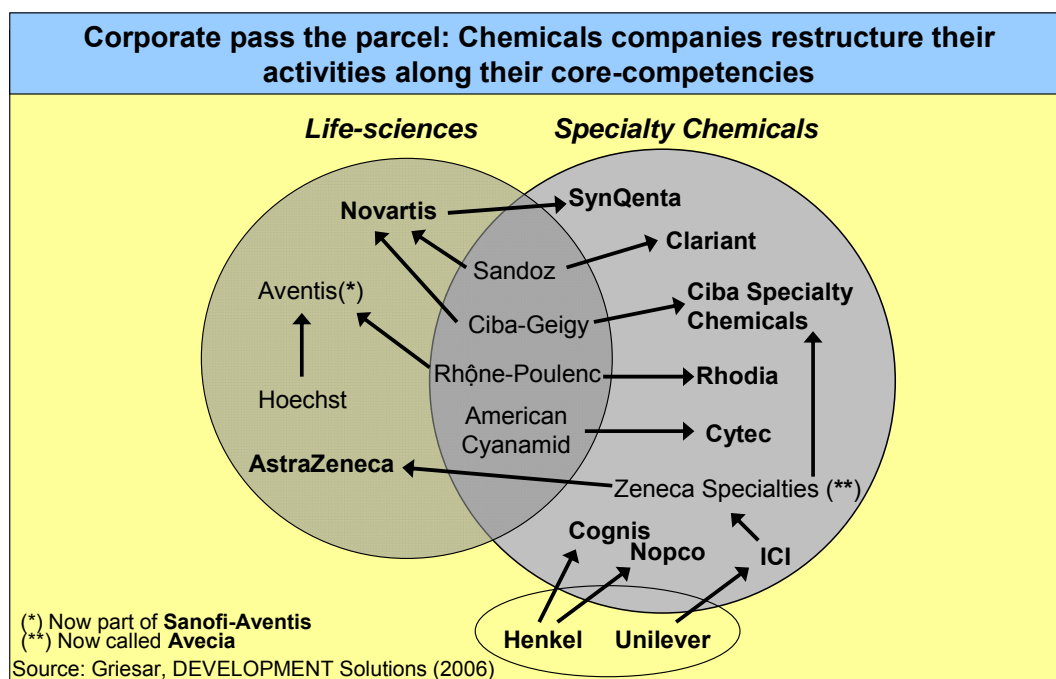 Corporate pass the parcel: Chemicals companies restructure their
activities along their core-competencies
Life-sciences
Specialty Chemicals
Novartis
SynQenta
Clariant
Sandoz
Aventis(*)
Ciba Specialty
Chemicals
Ciba-Geigy
Rhộne-Poulenc
Rhodia
Hoechst
American
Cyanamid
Cytec
AstraZeneca
Zeneca Specialties (**)
Cognis
Nopco
ICI
Henkel
Unilever
(*) Now part of Sanofi-Aventis
(**) Now called Avecia
Source: Griesar, DEVELOPMENT Solutions (2006)